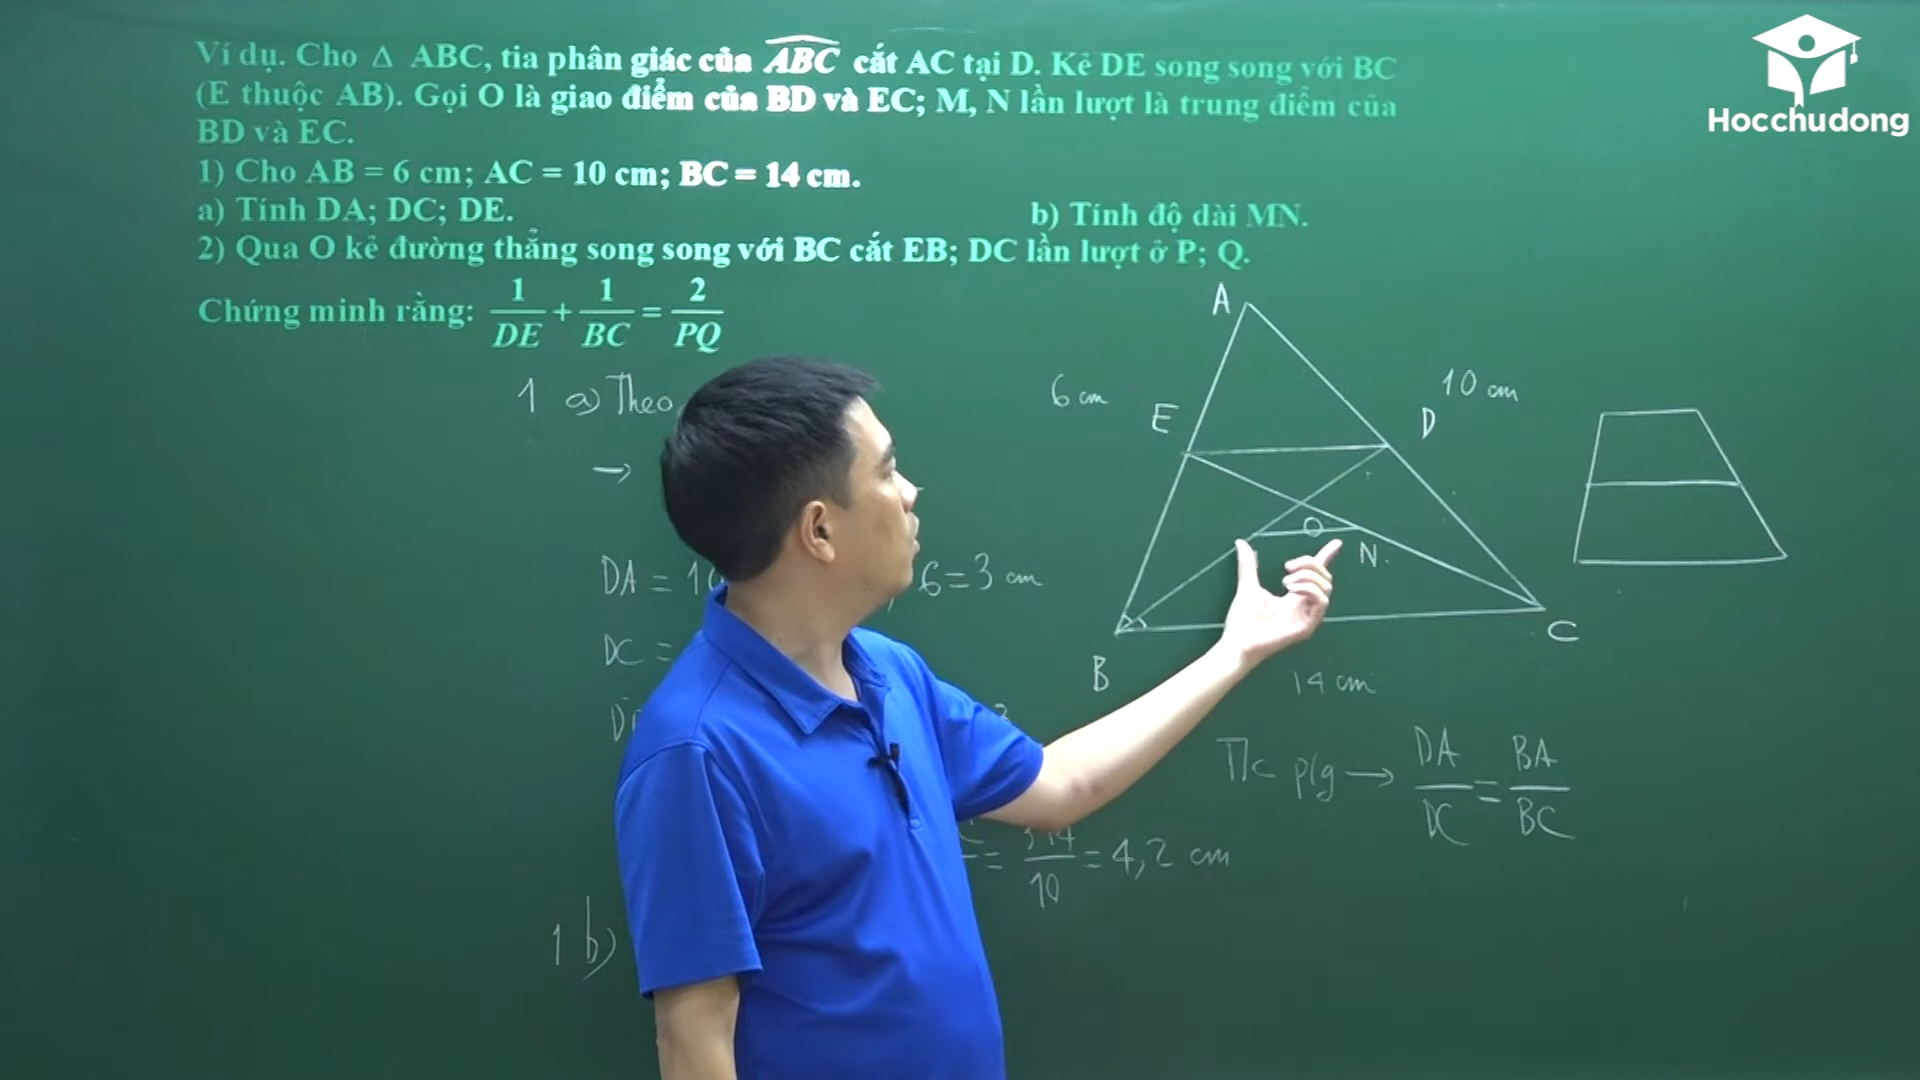 Ví dụ. Cho Δ ABC, tia phân giác của \widehat{ABC} cắt AC tại D. Kẻ DE song song với BC
(E thuộc AB). Gọi O là giao điểm của BD và EC; M, N lần lượt là trung điểm của
BD và EC.
1) Cho AB = 6 cm; AC = 10 cm; BC = 14 cm.
a) Tính DA; DC; DE. b) Tính độ dài MN.
2) Qua O kẻ đường thẳng song song với BC cắt EB; DC lần lượt ở P; Q.
Chứng minh rằng: 1/DE + 1/BC = 2/PQ
Hocchudong
1 a) Theo
→
DA = 10 6 = 3 cm
DC =
= 3·14/10 = 4,2 cm
1 b)
A
6 cm
10 cm
E
D
O
N
B
C
14 cm
T/c p/g → DA/DC = BA/BC